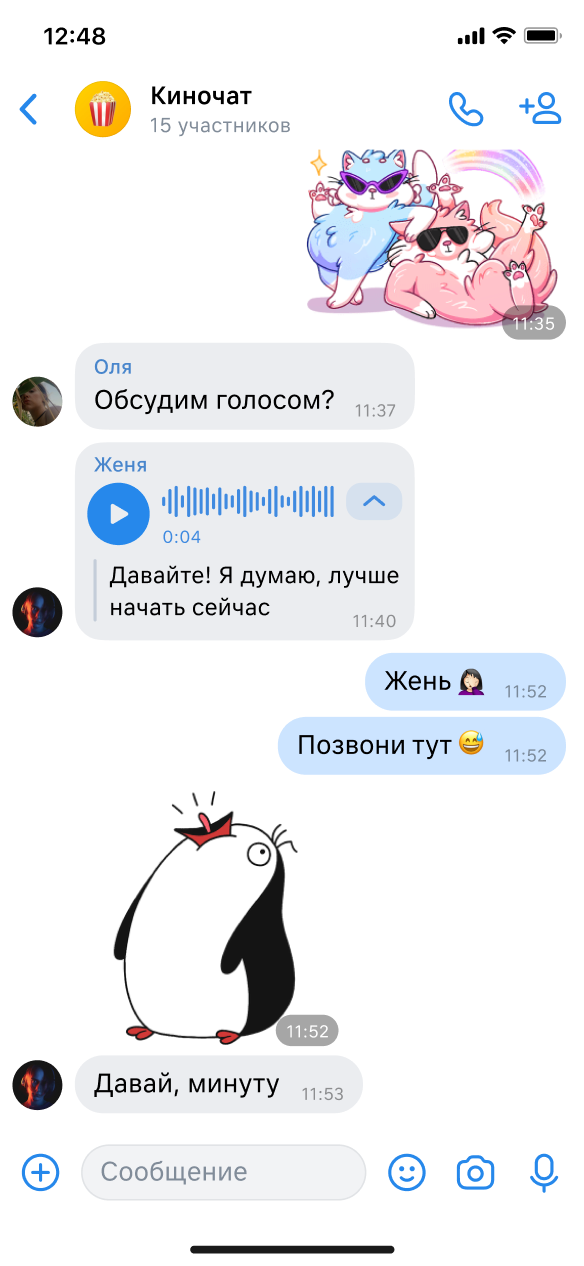 12:48
Киночат
15 участников
11:35
Оля
Обсудим голосом?
11:37
Женя
0:04
Давайте! Я думаю, лучше
начать сейчас
11:40
Жень 🤦🏻‍♀️
11:52
Позвони тут 😅
11:52
11:52
Давай, минуту
11:53
Сообщение